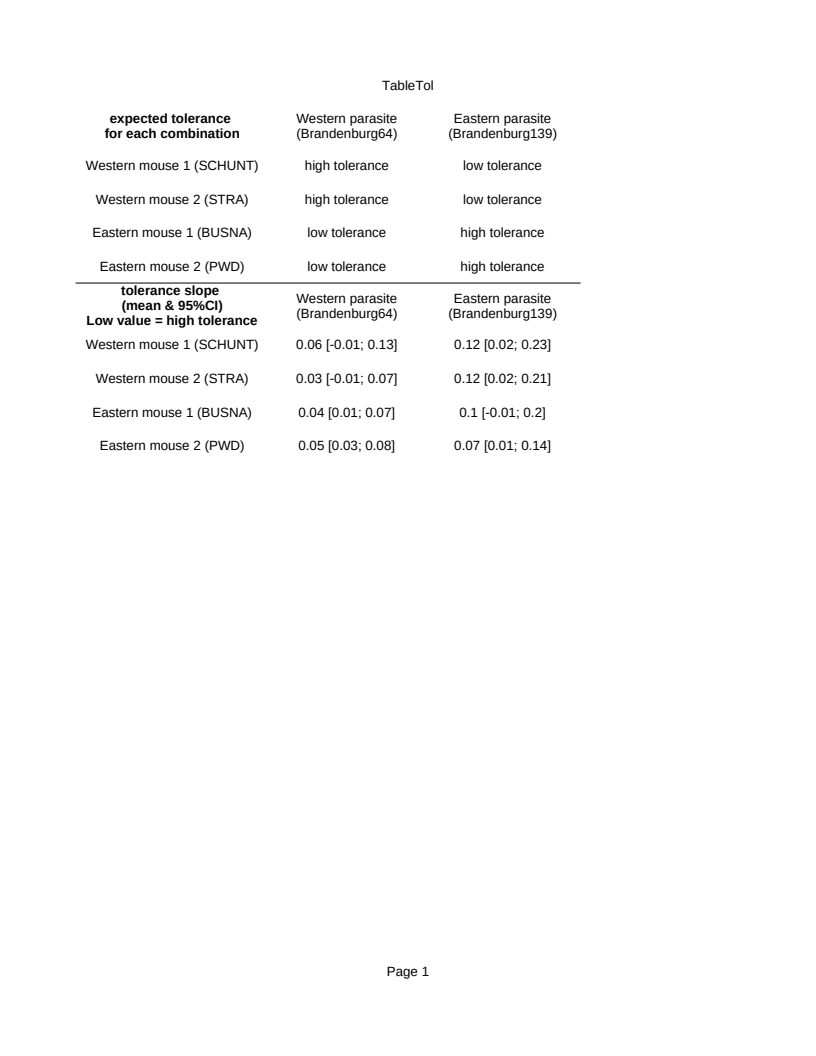 TableTol
expected tolerance for each combination Western parasite (Brandenburg64) Eastern parasite (Brandenburg139)
Western mouse 1 (SCHUNT) high tolerance low tolerance
Western mouse 2 (STRA) high tolerance low tolerance
Eastern mouse 1 (BUSNA) low tolerance high tolerance
Eastern mouse 2 (PWD) low tolerance high tolerance
tolerance slope (mean & 95%CI) Low value = high tolerance Western parasite (Brandenburg64) Eastern parasite (Brandenburg139)
Western mouse 1 (SCHUNT) 0.06 [-0.01; 0.13] 0.12 [0.02; 0.23]
Western mouse 2 (STRA) 0.03 [-0.01; 0.07] 0.12 [0.02; 0.21]
Eastern mouse 1 (BUSNA) 0.04 [0.01; 0.07] 0.1 [-0.01; 0.2]
Eastern mouse 2 (PWD) 0.05 [0.03; 0.08] 0.07 [0.01; 0.14]
Page 1